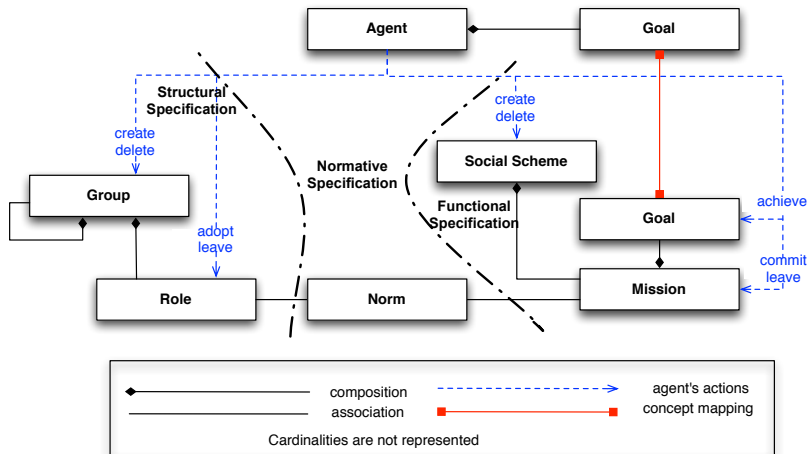 Agent
Goal
Structural
Specification
create
delete
create
delete
Normative
Specification
Social Scheme
Group
Functional
Specification
Goal
achieve
adopt
leave
commit
leave
Role
Norm
Mission
composition
agent's actions
association
concept mapping
Cardinalities are not represented